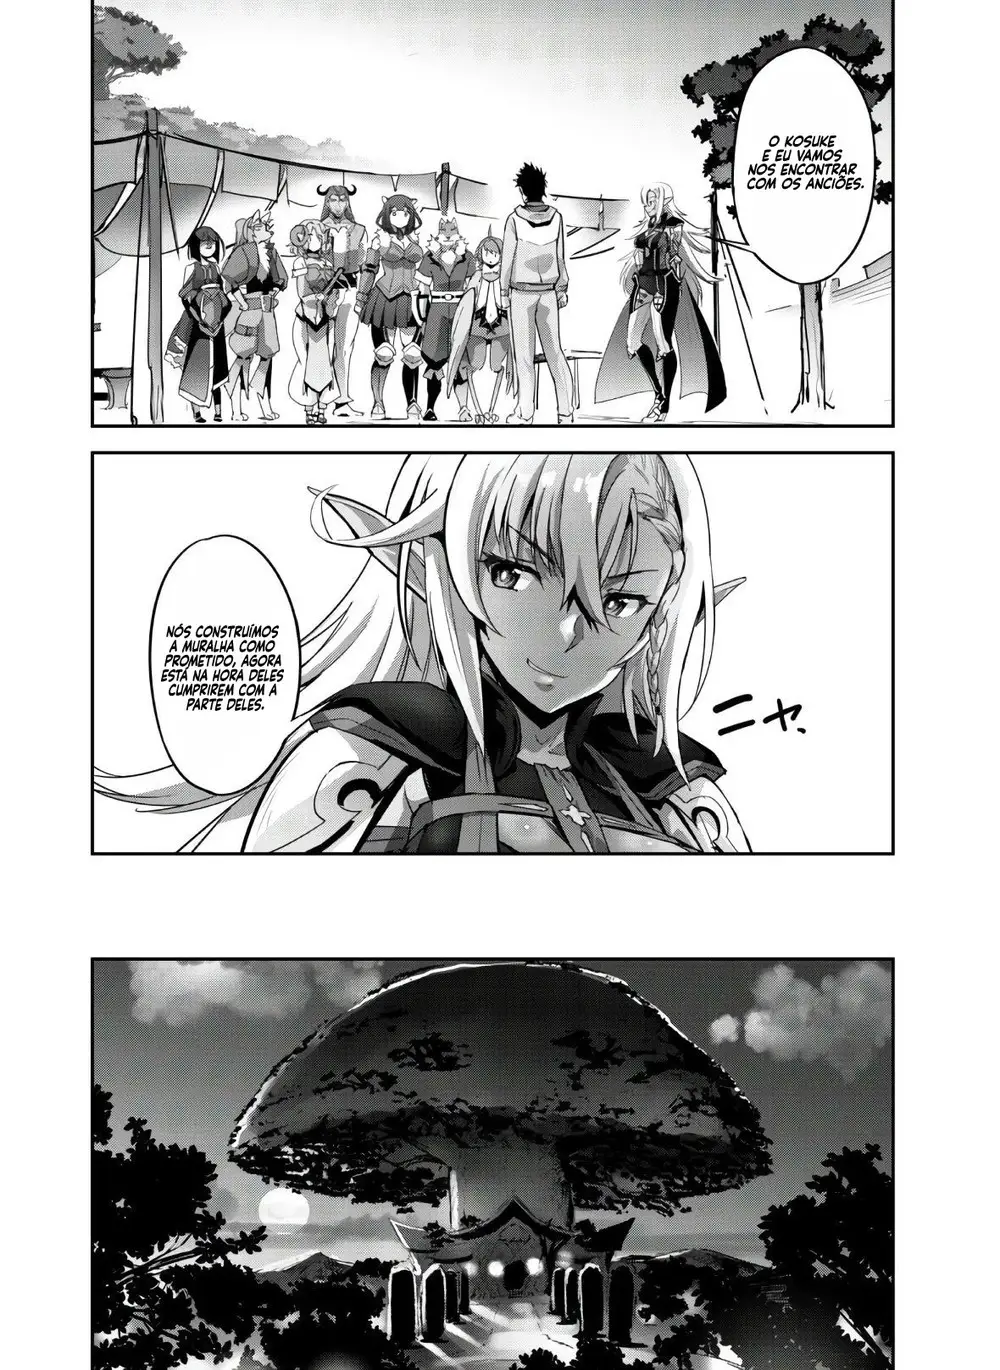 O KOSUKE
E EU VAMOS
NOS ENCONTRAR
COM OS ANCIÕES.
NÓS CONSTRUÍMOS
A MURALHA COMO
PROMETIDO, AGORA
ESTÁ NA HORA DELES
CUMPRIREM COM A
PARTE DELES.
ニヤ、